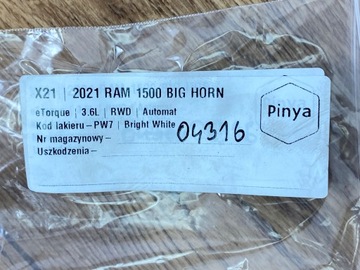 X21 | 2021 RAM 1500 BIG HORN
eTorque | 3.6L | RWD | Automat
Kod lakieru – PW7 | Bright White
Nr magazynowy –
Uszkodzenia –
04316
Pinya